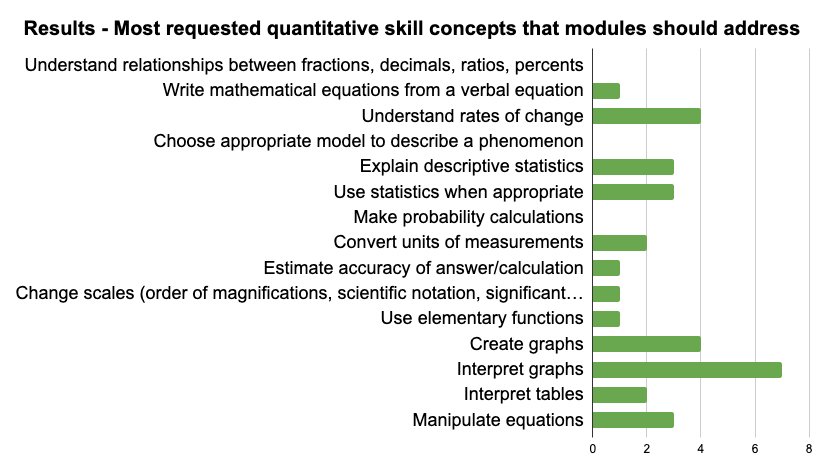 Results - Most requested quantitative skill concepts that modules should address
Understand relationships between fractions, decimals, ratios, percents
Write mathematical equations from a verbal equation
Understand rates of change
Choose appropriate model to describe a phenomenon
Explain descriptive statistics
Use statistics when appropriate
Make probability calculations
Convert units of measurements
Estimate accuracy of answer/calculation
Change scales (order of magnifications, scientific notation, significant…
Use elementary functions
Create graphs
Interpret graphs
Interpret tables
Manipulate equations
0 2 4 6 8